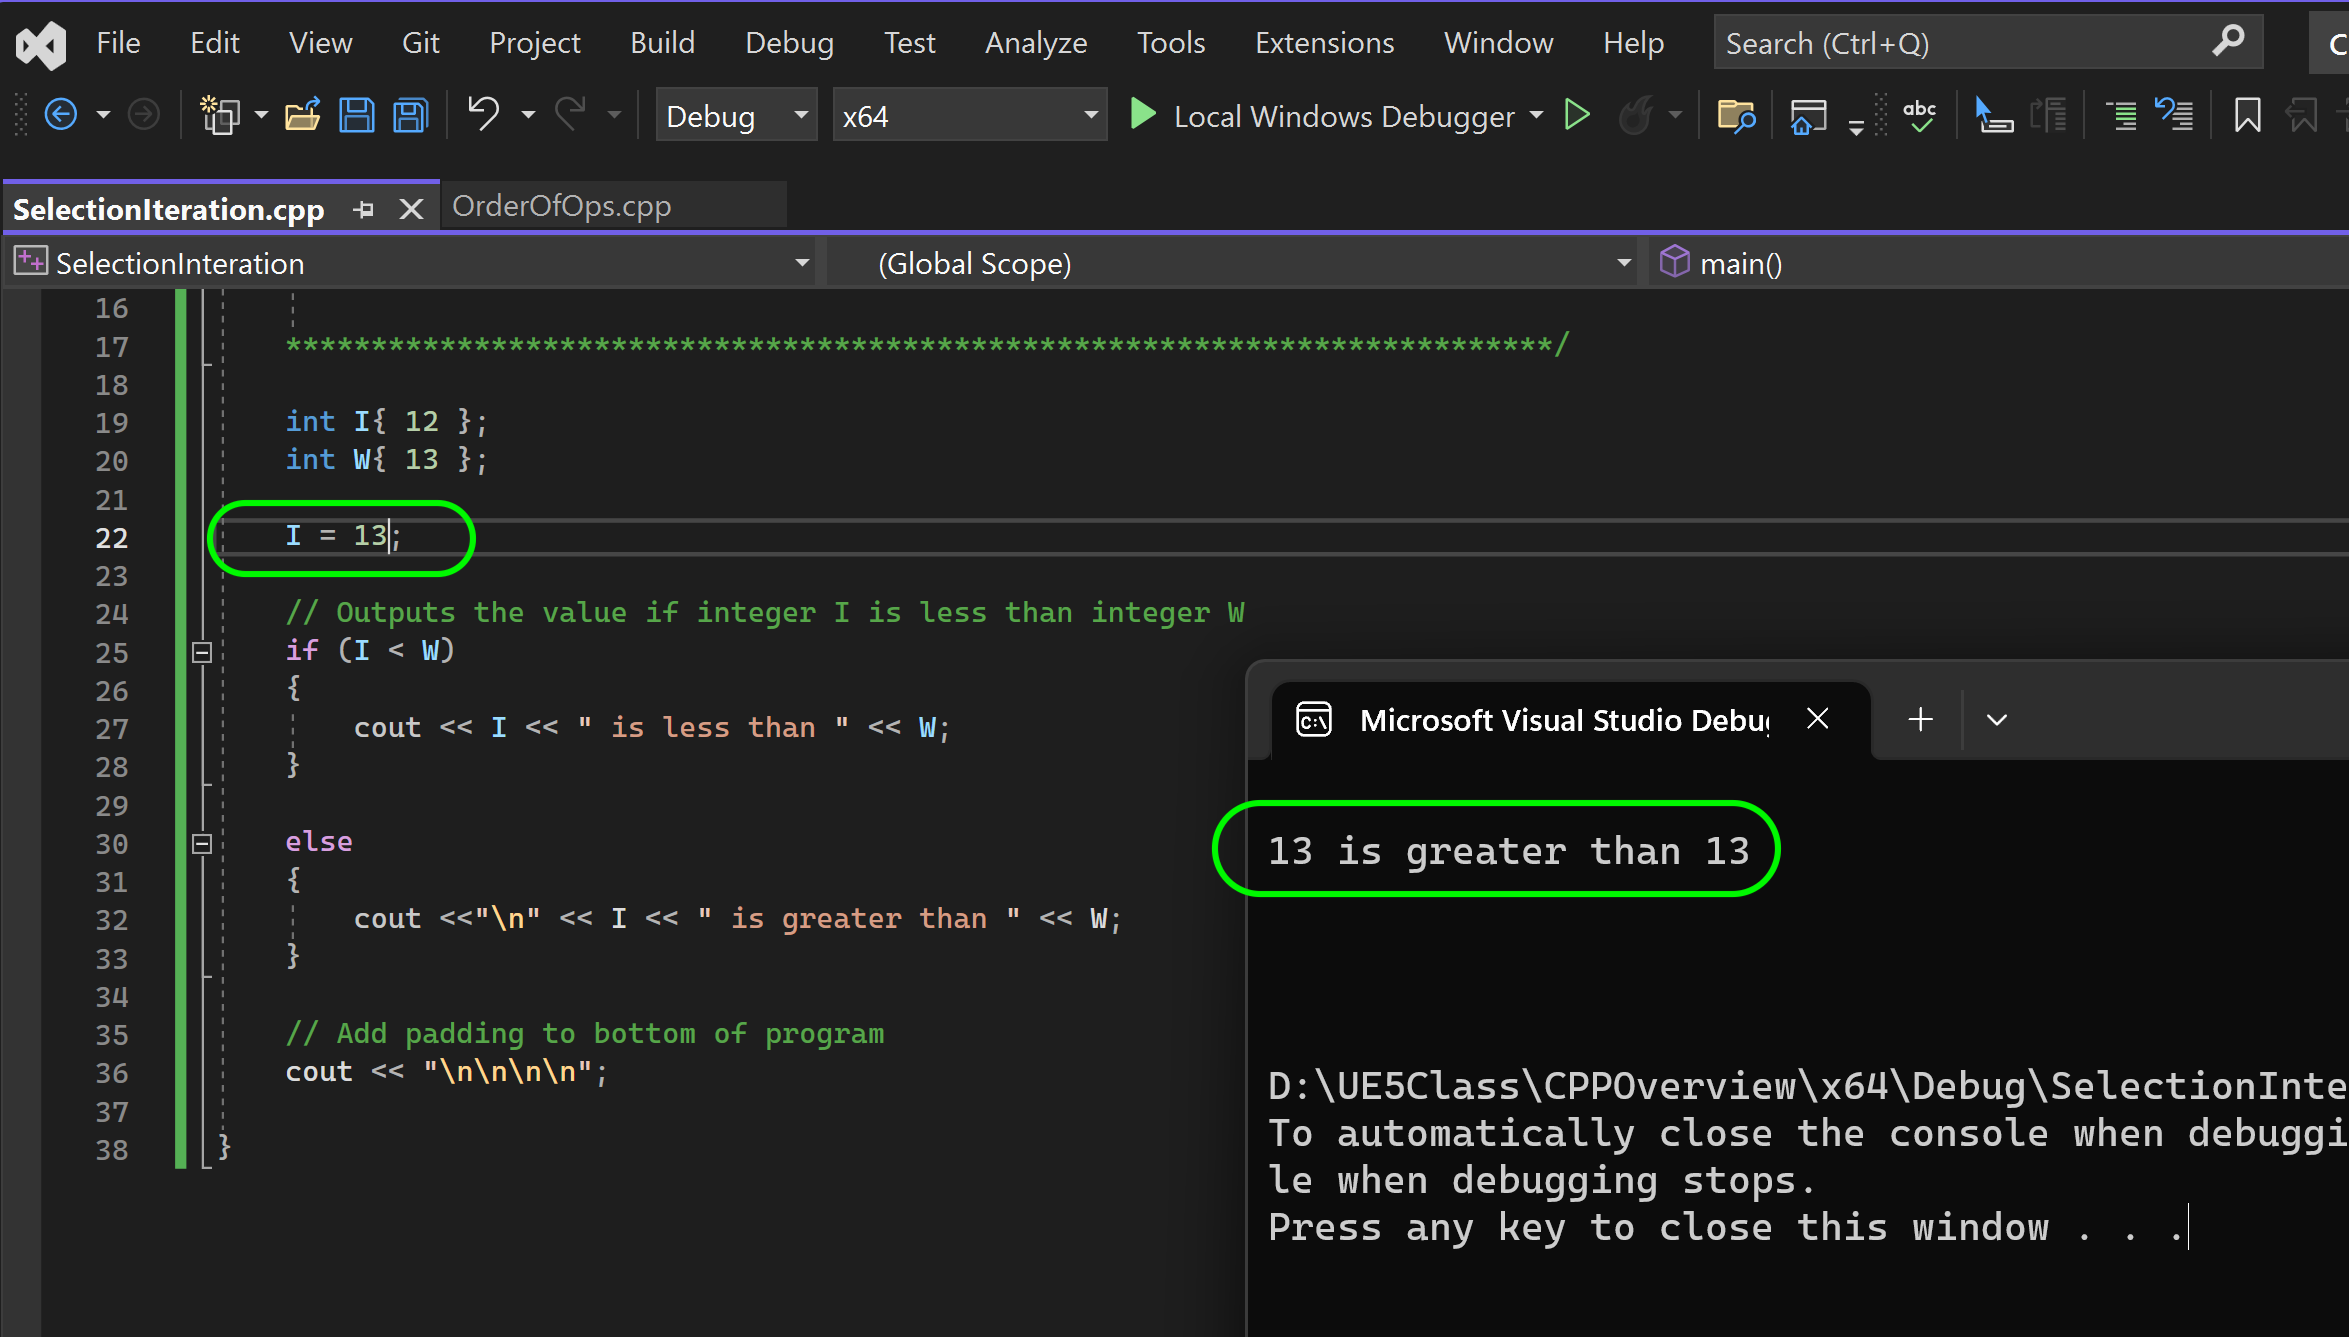 File Edit View Git Project Build Debug Test Analyze Tools Extensions Window Help Search (Ctrl+Q) C
Debug x64 Local Windows Debugger abc
SelectionIteration.cpp OrderOfOps.cpp
SelectionInteration (Global Scope) main()
16
17 **************************************************************************/
18
19 int I{ 12 };
20 int W{ 13 };
21
22 I = 13;
23
24 // Outputs the value if integer I is less than integer W
25 if (I < W)
26 {
27 cout << I << " is less than " << W;
28 }
29
30 else
31 {
32 cout <<"\n" << I << " is greater than " << W;
33 }
34
35 // Add padding to bottom of program
36 cout << "\n\n\n\n";
37
38 }
C:\ Microsoft Visual Studio Debug
13 is greater than 13
D:\UE5Class\CPPOverview\x64\Debug\SelectionInte
To automatically close the console when debuggi
le when debugging stops.
Press any key to close this window . . .